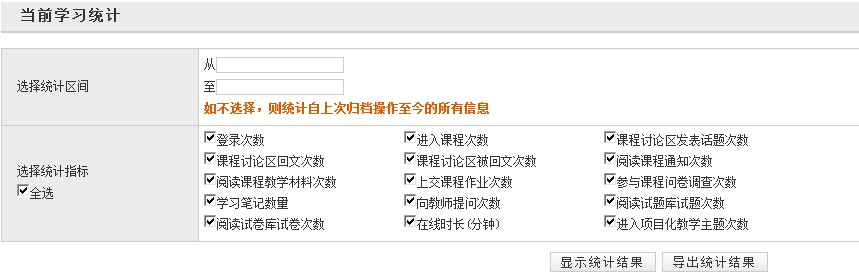 当前学习统计
选择统计区间
从
至
如不选择，则统计自上次归档操作至今的所有信息
选择统计指标
全选
登录次数 进入课程次数 课程讨论区发表话题次数
课程讨论区回文次数 课程讨论区被回文次数 阅读课程通知次数
阅读课程教学材料次数 上交课程作业次数 参与课程问卷调查次数
学习笔记数量 向教师提问次数 阅读试题库试题次数
阅读试卷库试卷次数 在线时长(分钟) 进入项目化教学主题次数
显示统计结果 导出统计结果